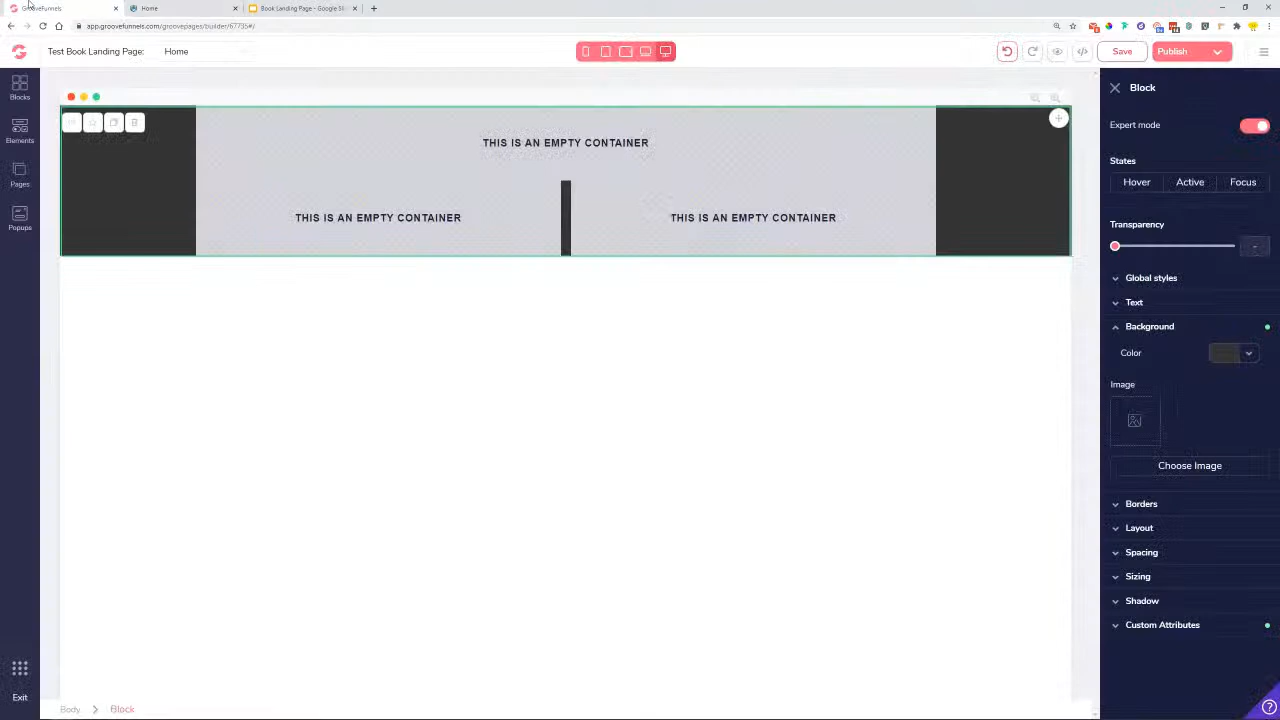 GrooveFunnels
Home
Book Landing Page - Google Sli
app.groovefunnels.com/groovepages/builder/67735#/
Test Book Landing Page: Home
Save
Publish
Blocks
Elements
Pages
Popups
Exit
THIS IS AN EMPTY CONTAINER
THIS IS AN EMPTY CONTAINER
THIS IS AN EMPTY CONTAINER
Block
Expert mode
States
Hover
Active
Focus
Transparency
-
Global styles
Text
Background
Color
Image
Choose Image
Borders
Layout
Spacing
Sizing
Shadow
Custom Attributes
Body
Block